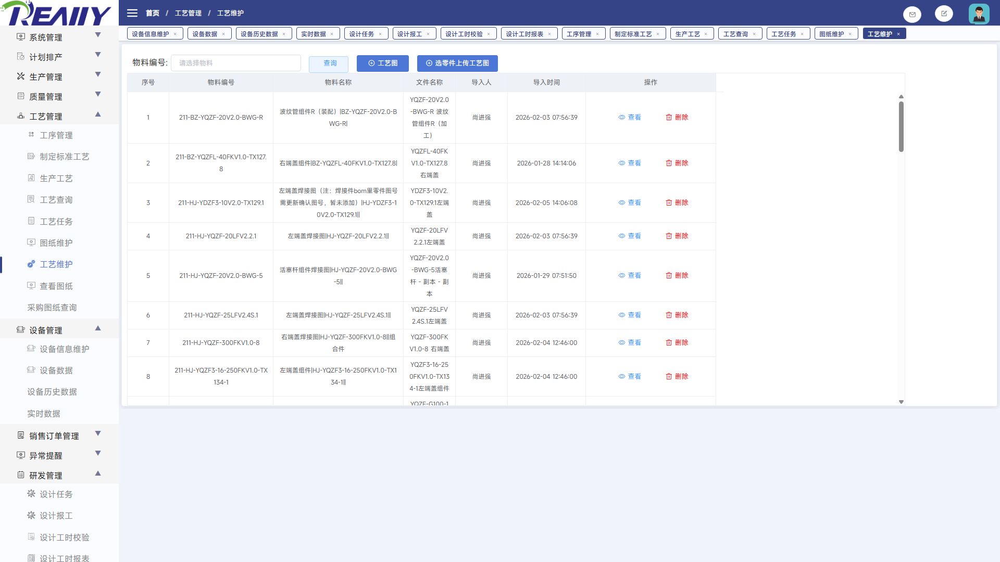 REAllY
首页 / 工艺管理 / 工艺维护
设备信息维护 × 设备数据 × 设备历史数据 × 实时数据 × 设计任务 × 设计报工 × 设计工时校验 × 设计工时报表 × 工序管理 × 制定标准工艺 × 生产工艺 × 工艺查询 × 工艺任务 × 图纸维护 × 工艺维护 ×
系统管理
计划排产
生产管理
质量管理
工艺管理
工序管理
制定标准工艺
生产工艺
工艺查询
工艺任务
图纸维护
工艺维护
查看图纸
采购图纸查询
设备管理
设备信息维护
设备数据
设备历史数据
实时数据
销售订单管理
异常提醒
研发管理
设计任务
设计报工
设计工时校验
设计工时报表
物料编号: 请选择物料 查询 工艺图 选零件上传工艺图
序号 物料编号 物料名称 文件名称 导入人 导入时间 操作
1 211-BZ-YQZF-20V2.0-BWG-R
波纹管组件R（装配）|BZ-YQZF-20V2.0-B
WG-R|
YQZF-20V2.0
-BWG-R 波纹
管组件R（加
工）
尚进强 2026-02-03 07:56:39 查看 删除
2
211-BZ-YQZFL-40FKV1.0-TX127.
8
右端盖组件|BZ-YQZFL-40FKV1.0-TX127.8|
YQZFL-40FK
V1.0-TX127.8
右端盖
尚进强 2026-01-28 14:14:06 查看 删除
3 211-HJ-YDZF3-10V2.0-TX129.1
左端盖焊接图（注：焊接件bom里零件图号
需更新确认图号，暂未添加）|HJ-YDZF3-1
0V2.0-TX129.1||
YDZF3-10V2.
0-TX129.1左端
盖
尚进强 2026-02-05 14:06:08 查看 删除
4 211-HJ-YQZF-20LFV2.2.1 左端盖焊接图|HJ-YQZF-20LFV2.2.1||
YQZF-20LFV
2.2.1左端盖
尚进强 2026-02-03 07:56:39 查看 删除
5 211-HJ-YQZF-20V2.0-BWG-5
活塞杆组件焊接图|HJ-YQZF-20V2.0-BWG
-5||
YQZF-20V2.0
-BWG-5活塞
杆 - 副本 - 副
本
尚进强 2026-01-29 07:51:50 查看 删除
6 211-HJ-YQZF-25LFV2.4S.1 左端盖焊接图|HJ-YQZF-25LFV2.4S.1||
YQZF-25LFV
2.4S.1左端盖
尚进强 2026-02-03 07:56:39 查看 删除
7 211-HJ-YQZF-300FKV1.0-8
右端盖焊接图|HJ-YQZF-300FKV1.0-8||组
合件
YQZF-300FK
V1.0-8 右端盖
尚进强 2026-02-04 12:46:00 查看 删除
8
211-HJ-YQZF3-16-250FKV1.0-TX
134-1
左端盖组件|HJ-YQZF3-16-250FKV1.0-TX1
34-1||
YQZF3-16-25
0FKV1.0-TX13
4-1左端盖组件
尚进强 2026-02-04 12:46:00 查看 删除
YQZF-G100-1